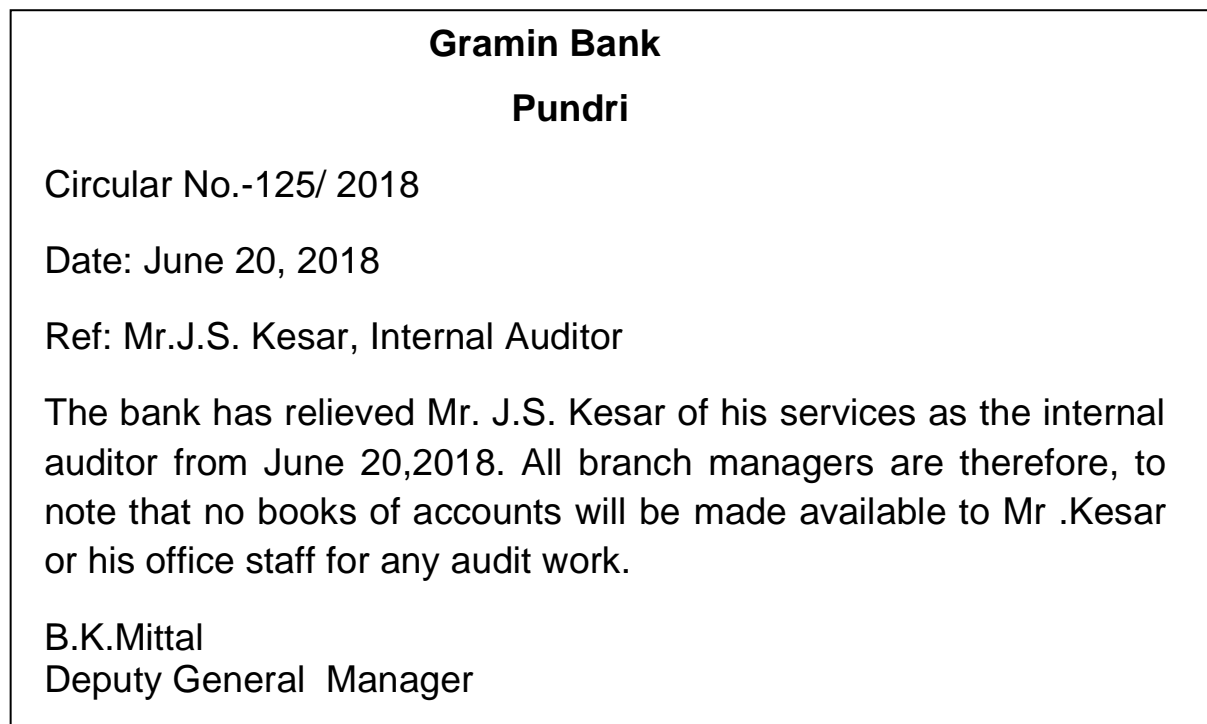 Gramin Bank
Pundri
Circular No.-125/ 2018
Date: June 20, 2018
Ref: Mr.J.S. Kesar, Internal Auditor
The bank has relieved Mr. J.S. Kesar of his services as the internal
auditor from June 20,2018. All branch managers are therefore, to
note that no books of accounts will be made available to Mr .Kesar
or his office staff for any audit work.
B.K.Mittal
Deputy General  Manager